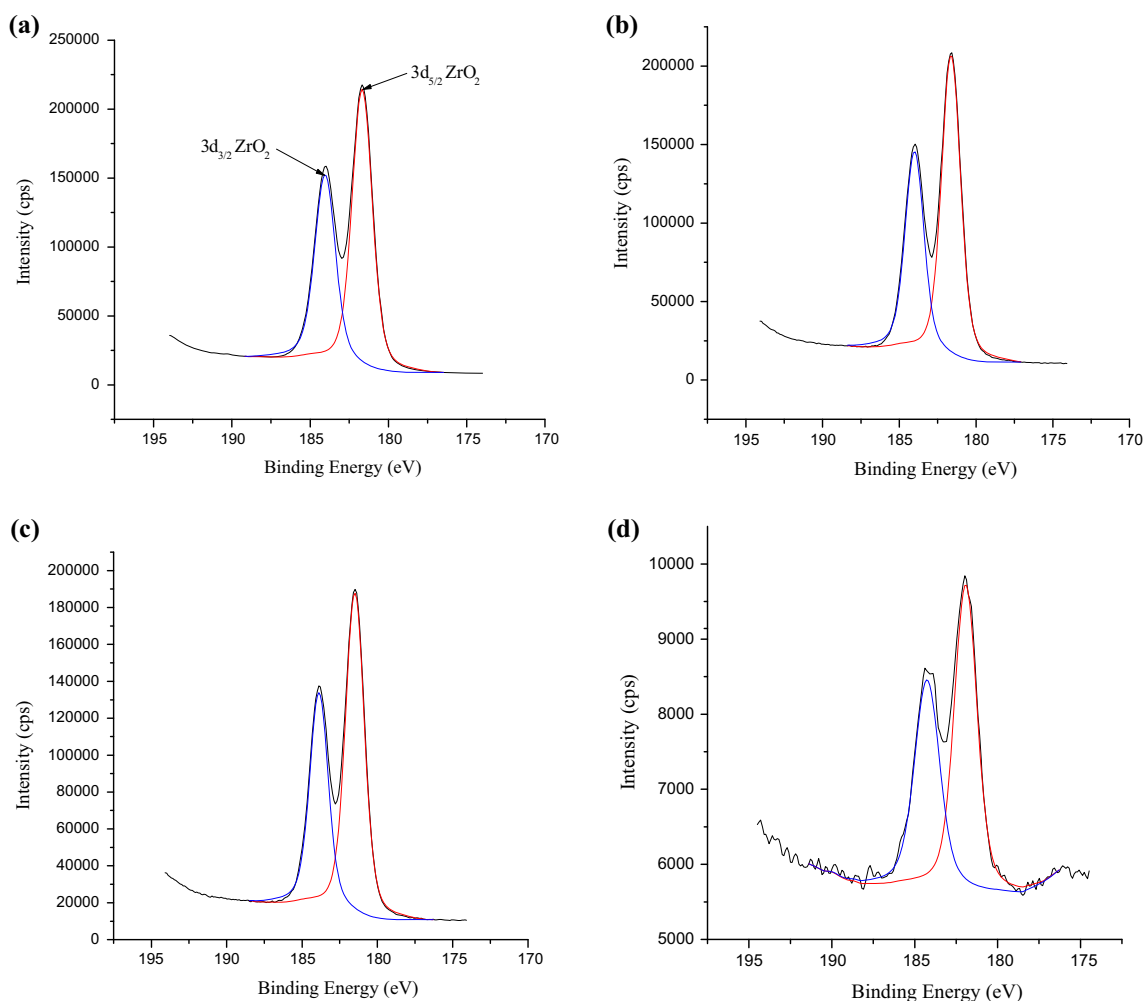 (a)
250000
200000
150000
100000
50000
0
Intensity (cps)
3d5/2 ZrO2
3d3/2 ZrO2
195 190 185 180 175 170
Binding Energy (eV)
(b)
200000
150000
100000
50000
0
Intensity (cps)
195 190 185 180 175 170
Binding Energy (eV)
(c)
200000
180000
160000
140000
120000
100000
80000
60000
40000
20000
0
Intensity (cps)
195 190 185 180 175 170
Binding Energy (eV)
(d)
10000
9000
8000
7000
6000
5000
Intensity (cps)
195 190 185 180 175
Binding Energy (eV)